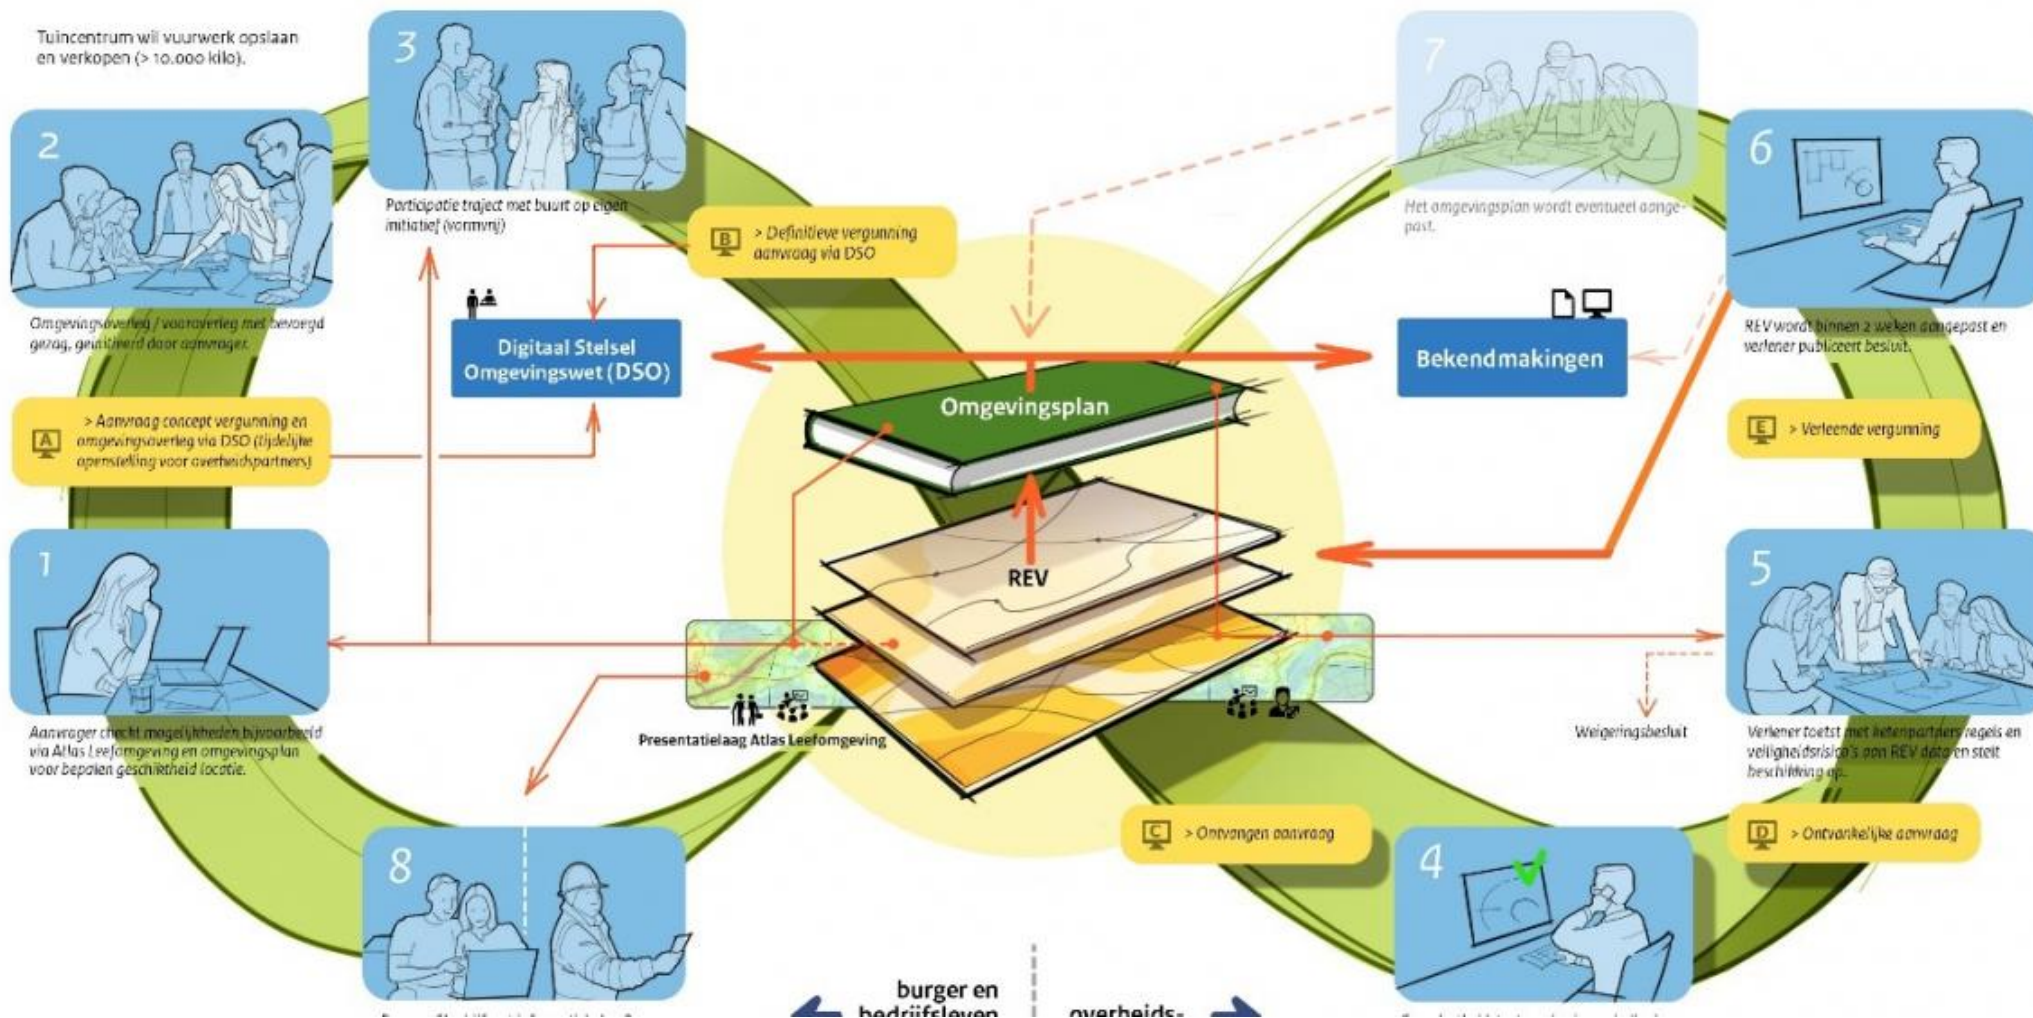 Tuincentrum wil vuurwerk opslaan
en verkopen (> 10.000 kilo).
3
Participatie traject met buurt op eigen
initiatief (vormvrij)
7
Het omgevingsplan wordt eventueel aange-
past.
2
Omgevingsoverleg / vooroverleg met bevoegd
gezag, geïnitieerd door aanvrager.
6
REV wordt binnen 2 weken aangepast en
verlener publiceert besluit.
B
> Definitieve vergunning
aanvraag via DSO
Digitaal Stelsel
Omgevingswet (DSO)
Bekendmakingen
Omgevingsplan
A
> Aanvraag concept vergunning en
omgevingsoverleg via DSO (tijdelijke
openstelling voor overheidspartners)
E
> Verleende vergunning
REV
1
Aanvrager checkt mogelijkheden bijvoorbeeld
via Atlas Leefomgeving en omgevingsplan
voor bepalen geschiktheid locatie.
5
Verlener toetst met ketenpartners regels en
veiligheidsrisico's aan REV data en stelt
beschikking op.
Presentatielaag Atlas Leefomgeving
Weigeringsbesluit
C
> Ontvangen aanvraag
D
> Ontvankelijke aanvraag
8
4
burger en
bedrijfsleven
overheids-